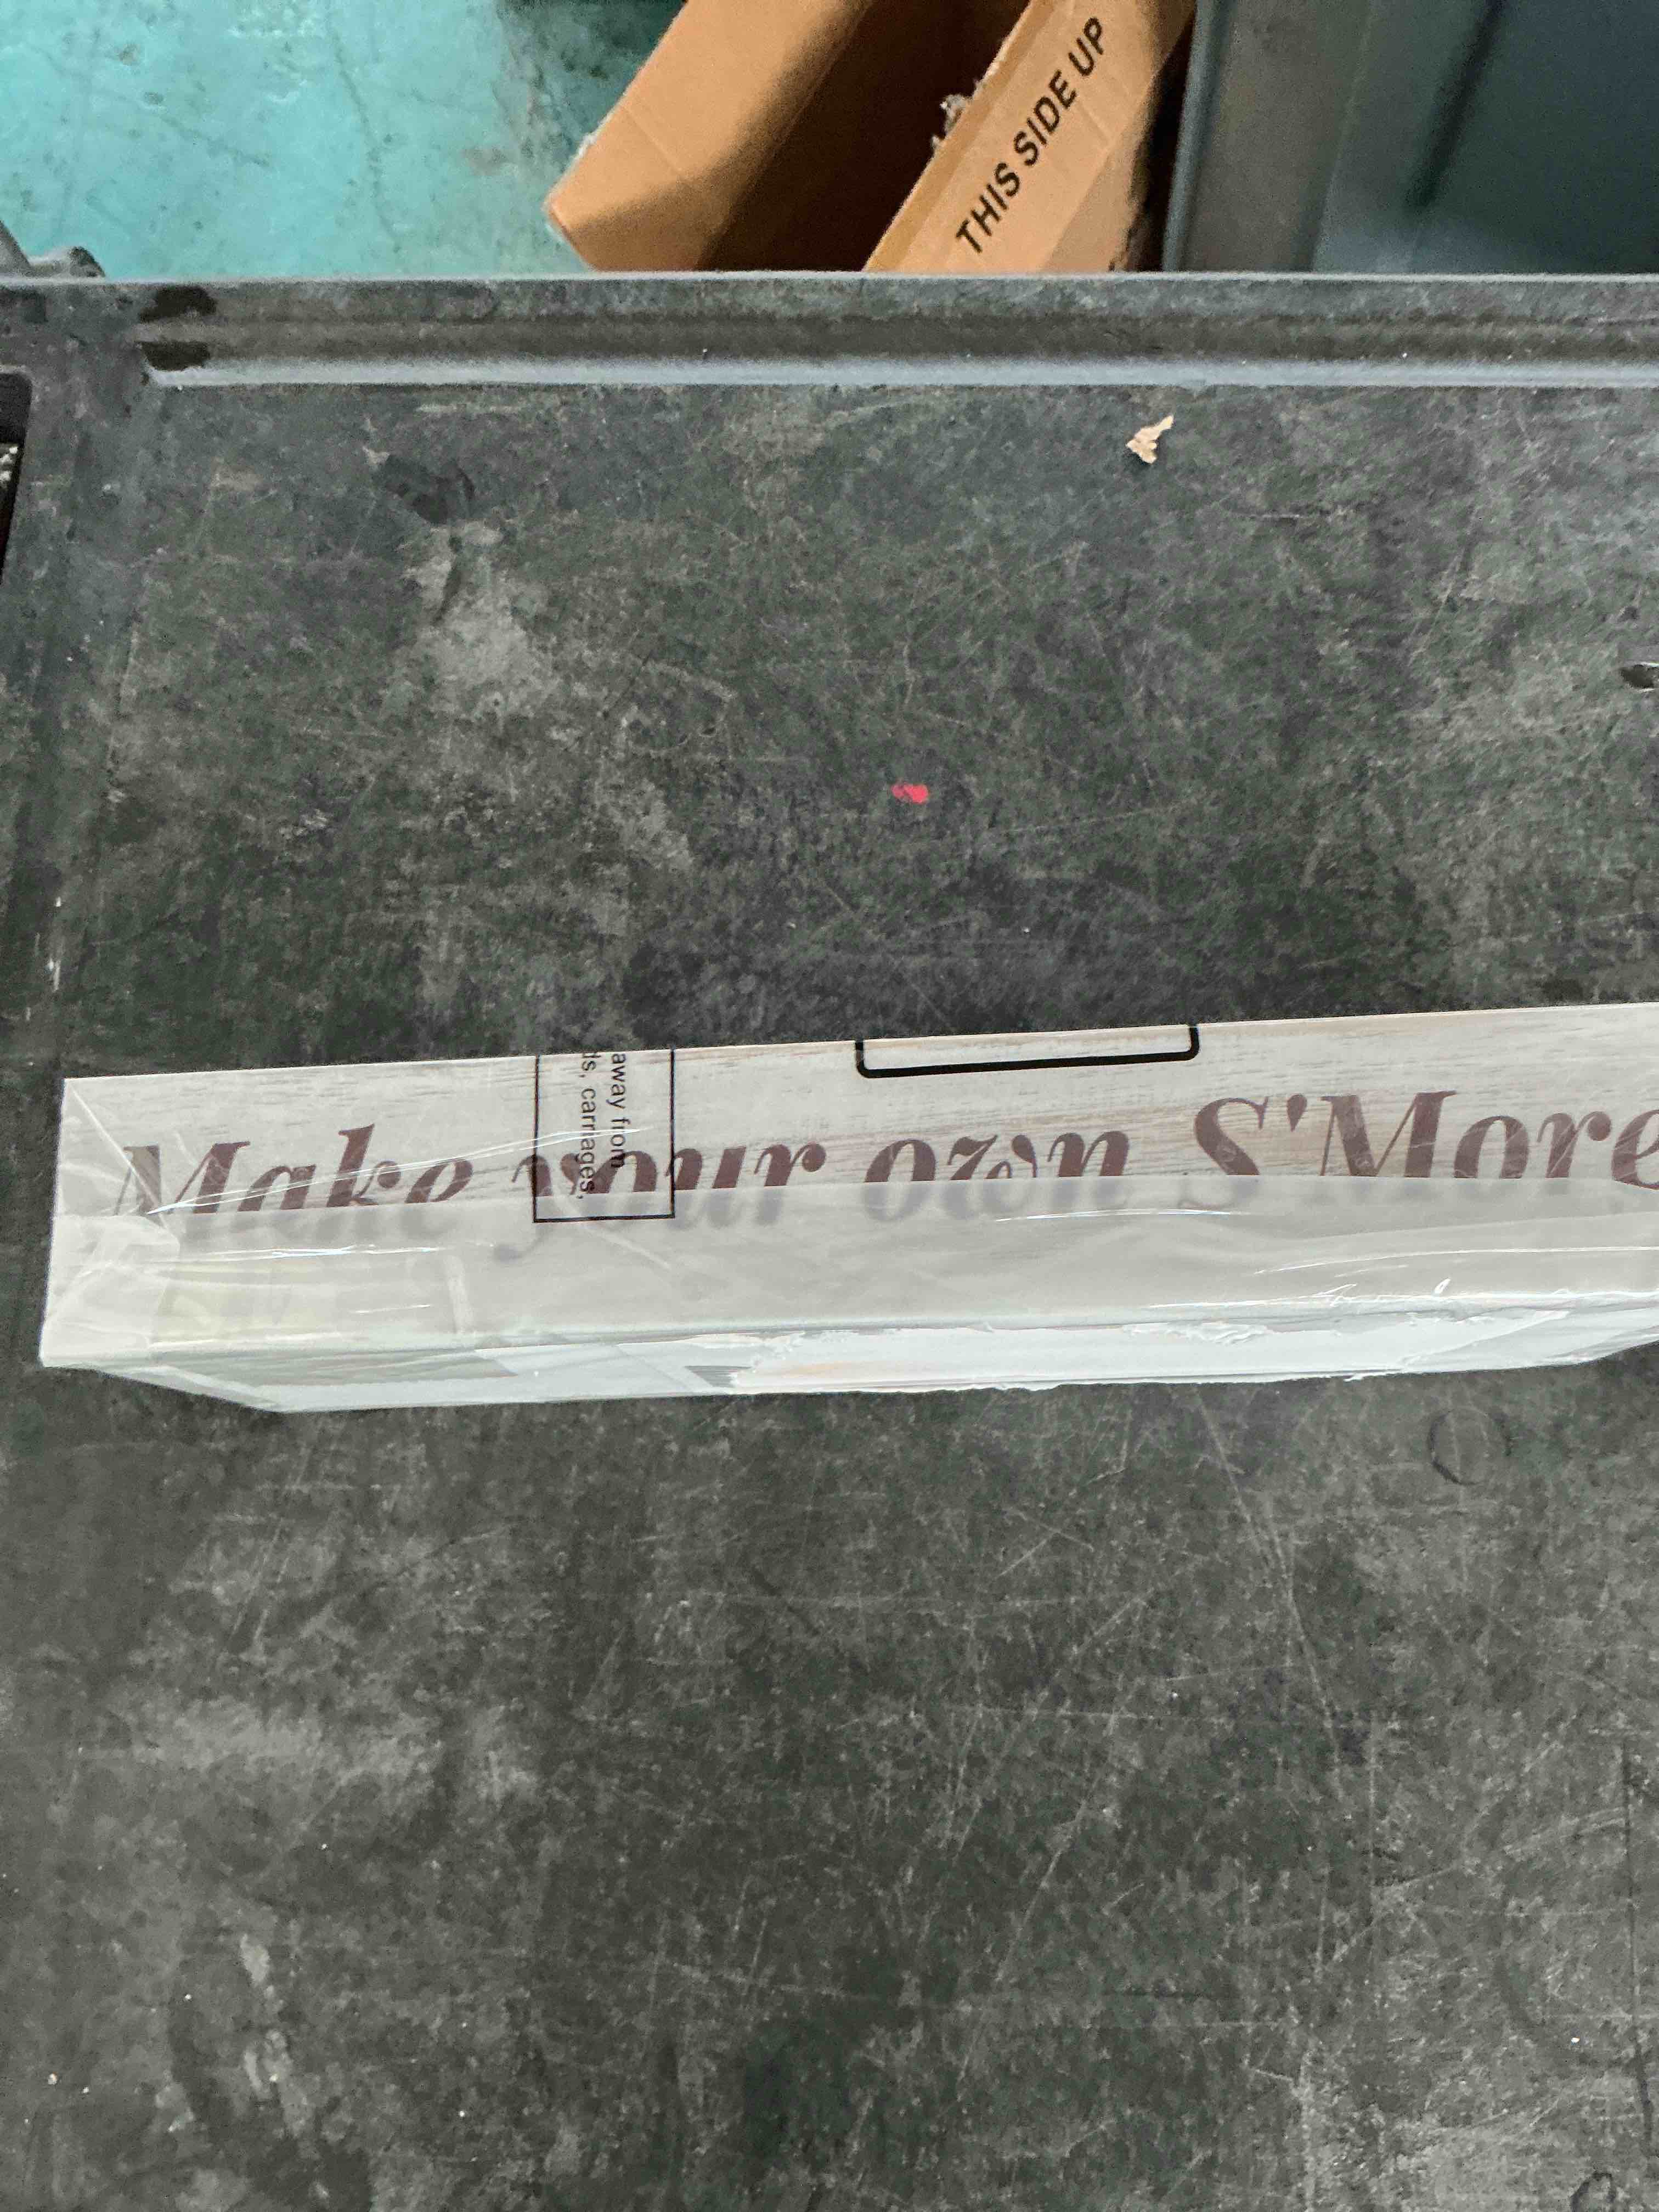 THIS SIDE UP
away from
ds, carriages,
Make your own S'More